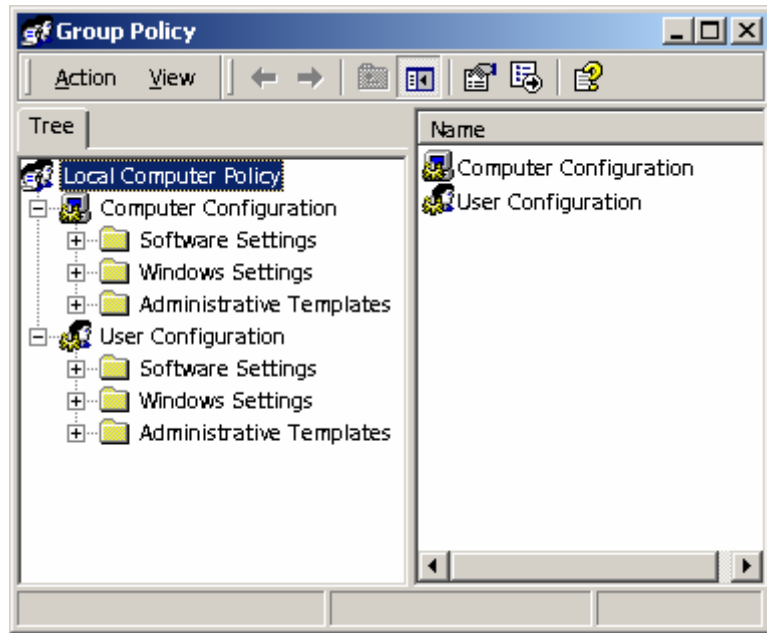 Group Policy
Action View
Tree
Name
Local Computer Policy
Computer Configuration
Software Settings
Windows Settings
Administrative Templates
User Configuration
Software Settings
Windows Settings
Administrative Templates
Computer Configuration
User Configuration